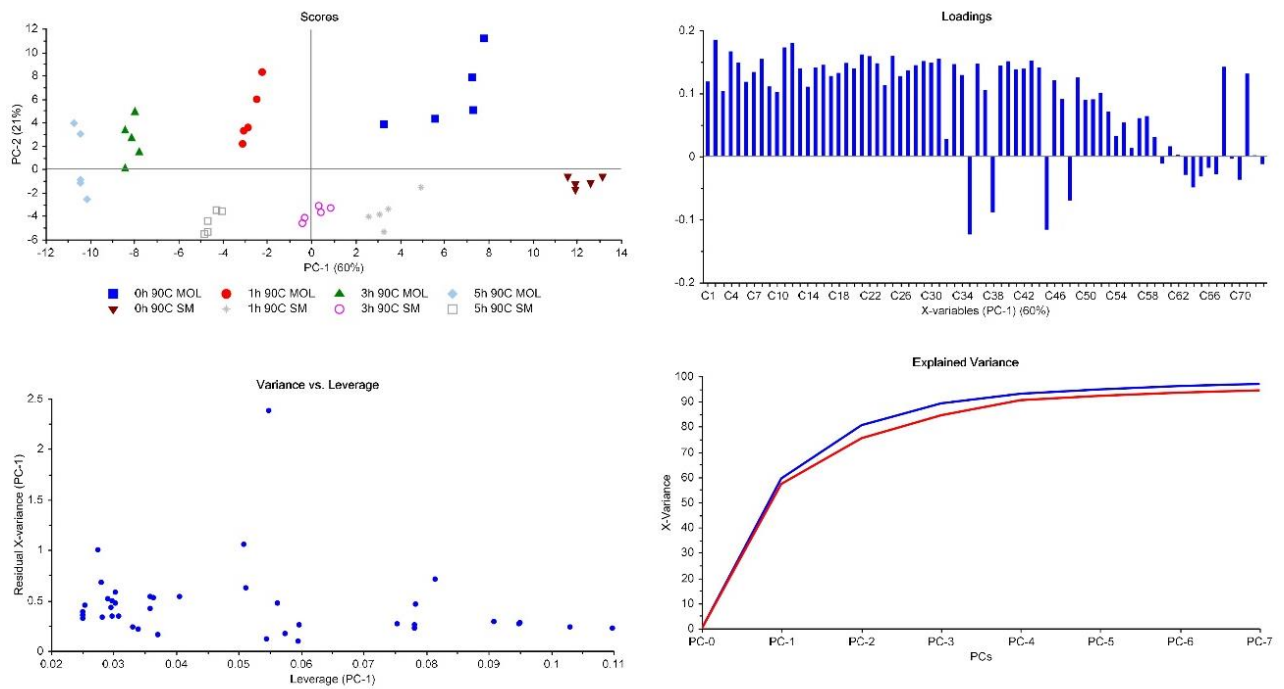 Scores
12
10
8
6
4
2
0
-2
-4
-6
PC-2 (21%)
-12 -10 -8 -6 -4 -2 0 2 4 6 8 10 12 14
PC-1 (60%)
0h 90C MOL 1h 90C MOL 3h 90C MOL 5h 90C MOL
0h 90C SM 1h 90C SM 3h 90C SM 5h 90C SM
Loadings
0.2
0.1
0
-0.1
-0.2
C1 C4 C7 C10 C14 C18 C22 C26 C30 C34 C38 C42 C46 C50 C54 C58 C62 C66 C70
X-variables (PC-1) (60%)
Variance vs. Leverage
2.5
2
1.5
1
0.5
0
Residual X-variance (PC-1)
0.02 0.03 0.04 0.05 0.06 0.07 0.08 0.09 0.1 0.11
Leverage (PC-1)
Explained Variance
100
90
80
70
60
50
40
30
20
10
0
X-Variance
PC-0 PC-1 PC-2 PC-3 PC-4 PC-5 PC-6 PC-7
PCs